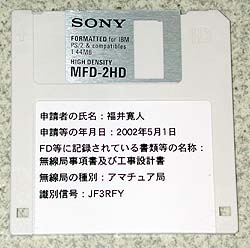 SONY
FORMATTED for IBM
PS/2 & compatibles
1.44MB
HIGH DENSITY
MFD-2HD
申請者の氏名：福井寛人
申請等の年月日：2002年5月1日
FD等に記録されている書類等の名称：
無線局事項書及び工事設計書
無線局の種別：アマチュア局
識別信号：JF3RFY